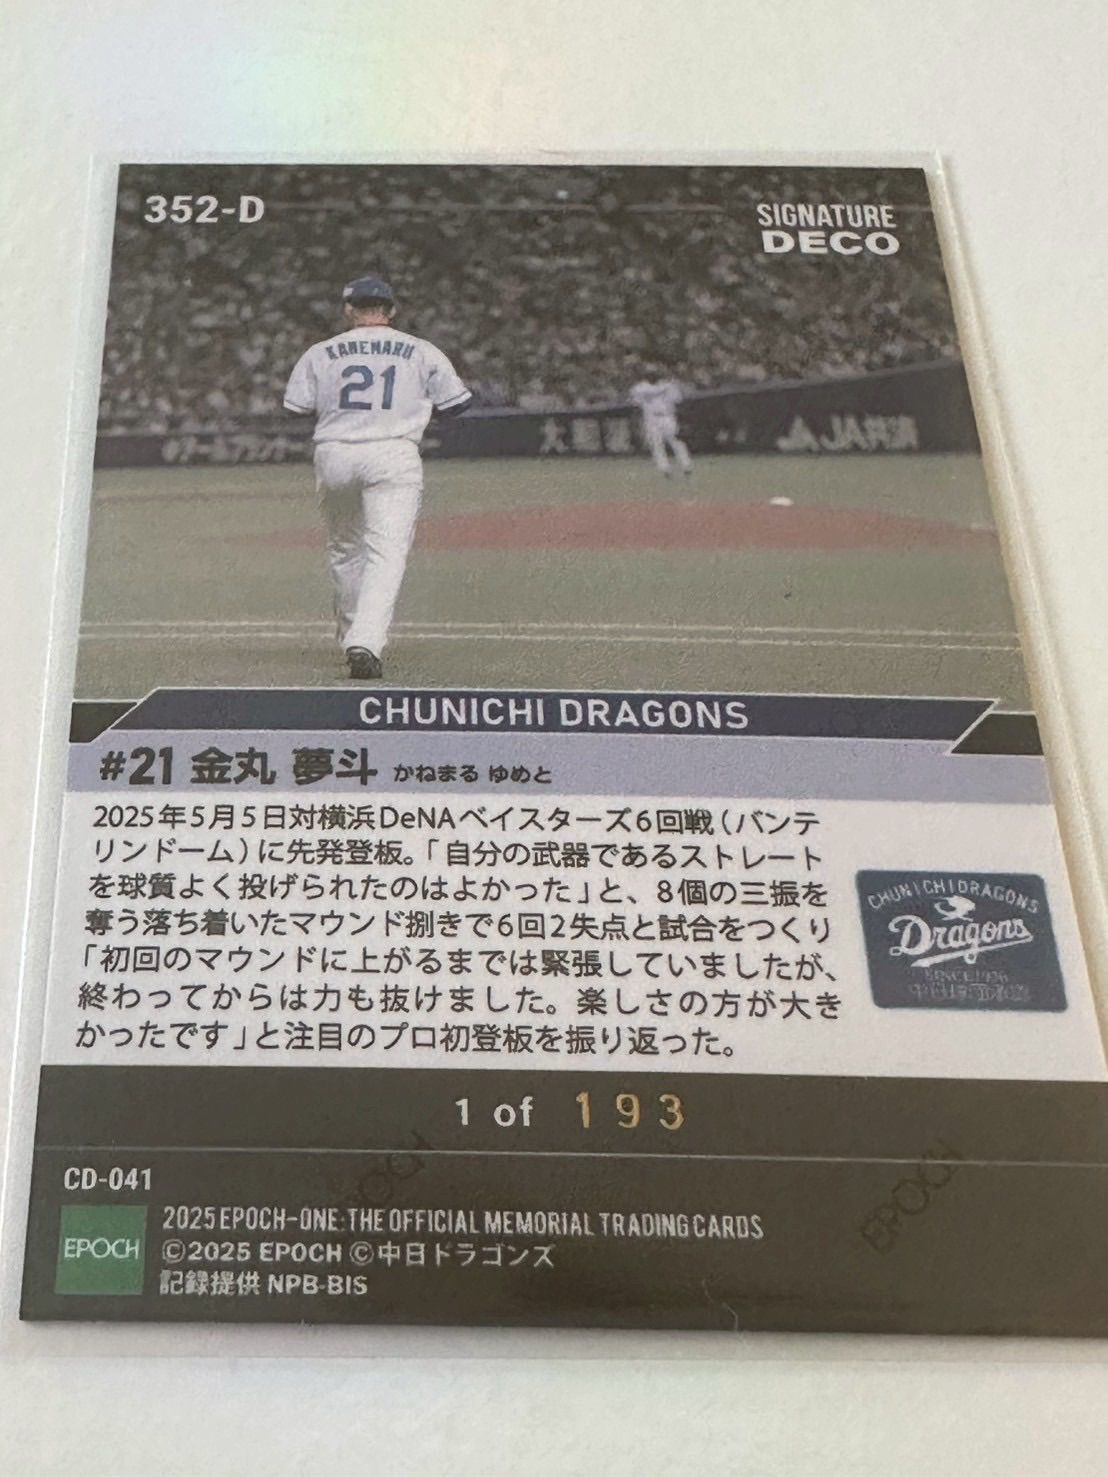 352-D
SIGNATURE
DECO
KANEMARU
21
CHUNICHI DRAGONS
#21 金丸 夢斗 かねまる ゆめと
2025年5月5日対横浜DeNAベイスターズ6回戦(バンテ
リンドーム)に先発登板。「自分の武器であるストレート
を球質よく投げられたのはよかった」と、8個の三振を
奪う落ち着いたマウンド捌きで6回2失点と試合をつくり
「初回のマウンドに上がるまでは緊張していましたが、
終わってからは力も抜けました。楽しさの方が大き
かったです」と注目のプロ初登板を振り返った。
CHUNICHI DRAGONS
Dragons
SINCE 1936
1 of 193
CD-041
EPOCH
2025 EPOCH-ONE THE OFFICIAL MEMORIAL TRADING CARDS
©2025 EPOCH ©中日ドラゴンズ
記録提供 NPB-BIS
EPOCH
EPOCH